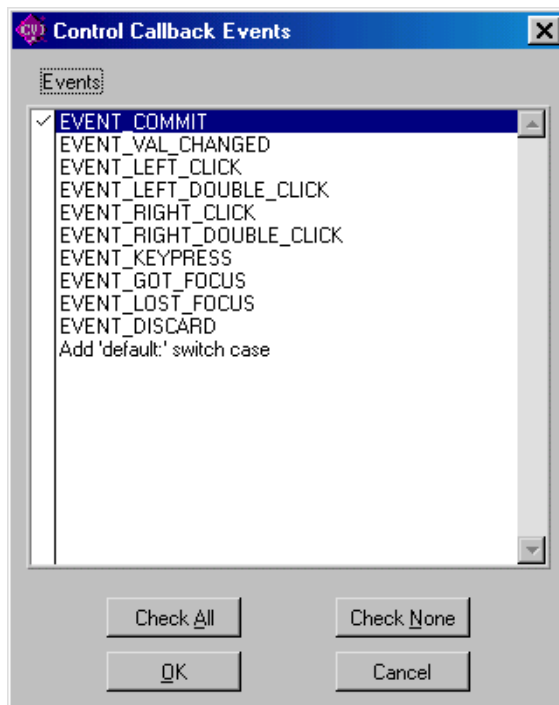 CVI Control Callback Events
Events
EVENT_COMMIT
EVENT_VAL_CHANGED
EVENT_LEFT_CLICK
EVENT_LEFT_DOUBLE_CLICK
EVENT_RIGHT_CLICK
EVENT_RIGHT_DOUBLE_CLICK
EVENT_KEYPRESS
EVENT_GOT_FOCUS
EVENT_LOST_FOCUS
EVENT_DISCARD
Add 'default:' switch case
Check All Check None
OK Cancel